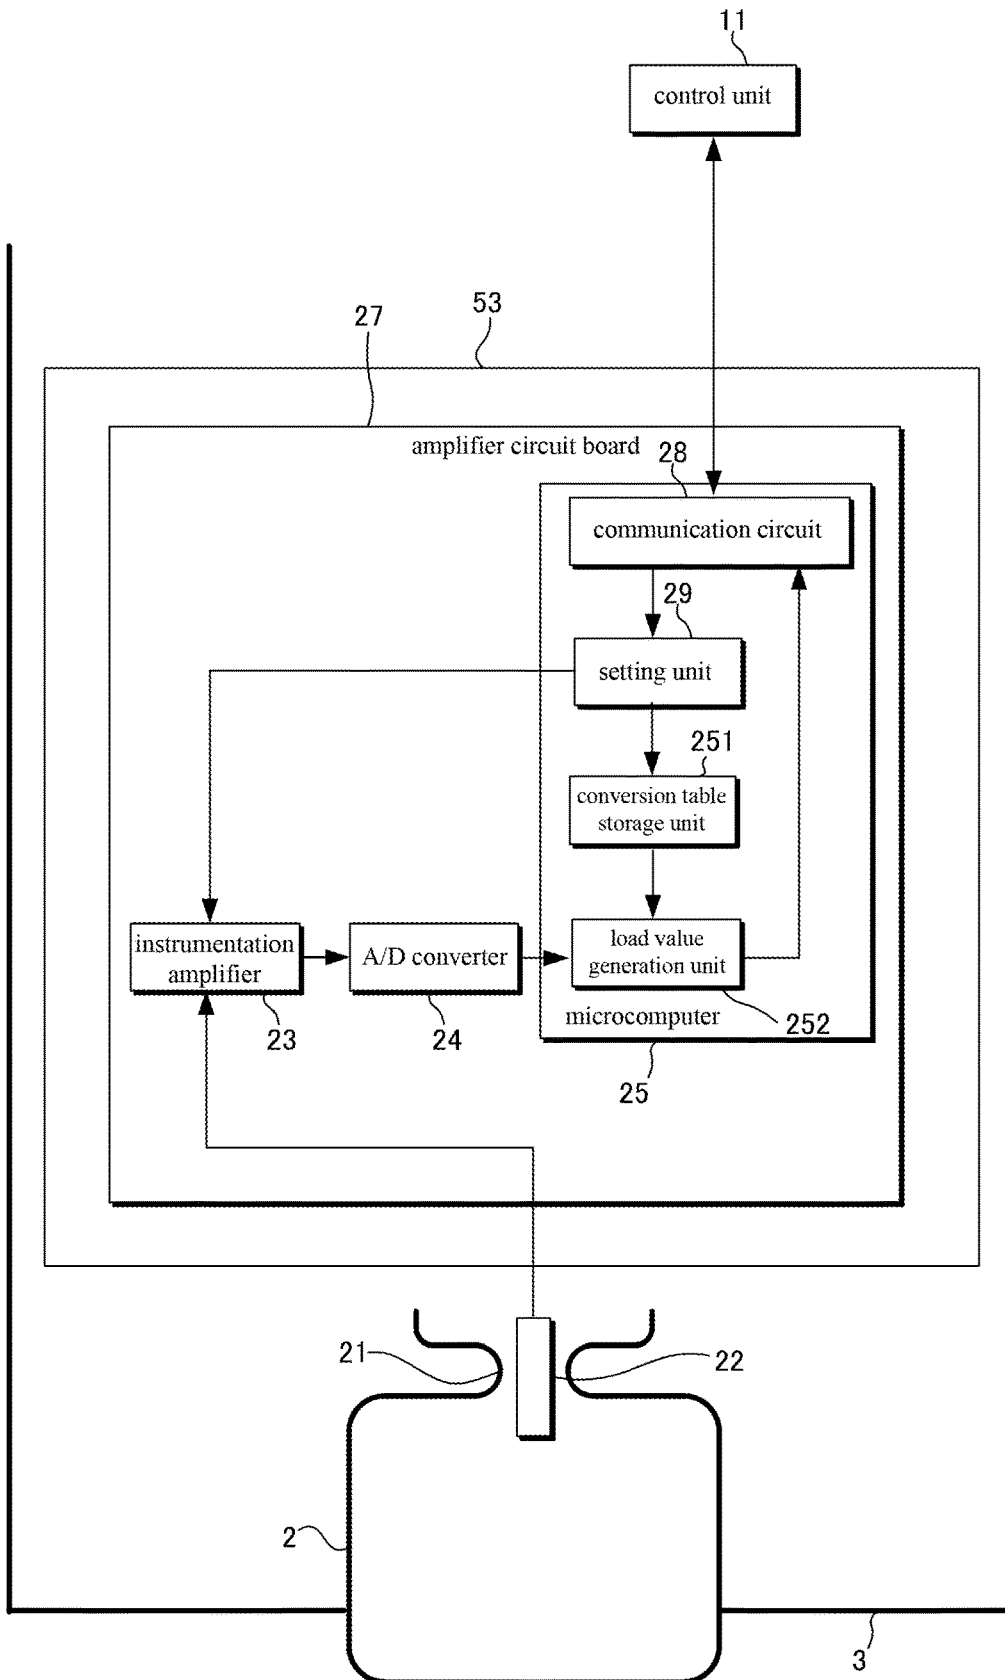 11
control unit
53
27
amplifier circuit board
28
communication circuit
29
setting unit
251
conversion table
storage unit
instrumentation
amplifier
A/D converter
load value
generation unit
23
24
microcomputer
252
25
21
22
2
3